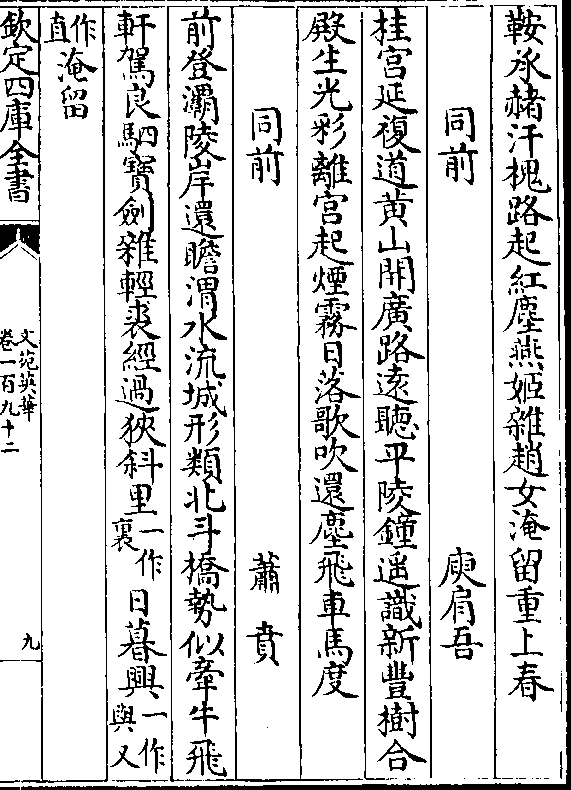 鞍承赭汗槐路起紅塵燕姬雜趙女淹留重上春
同前　庾肩吾
桂宫延複道黄山開廣路遠聽平陵鐘遥識新豐樹合
殿生光彩離宫起煙霧日落歌吹還塵飛車馬度
同前　蕭賁
前登灞陵岸還瞻渭水流城形類北斗橋勢似牽牛飛
軒駕良駟寶劍雜輕裘經過狹斜里一作裏日暮興一作與又
作直淹留
欽定四庫全書
文苑英華
卷一百九十二
九